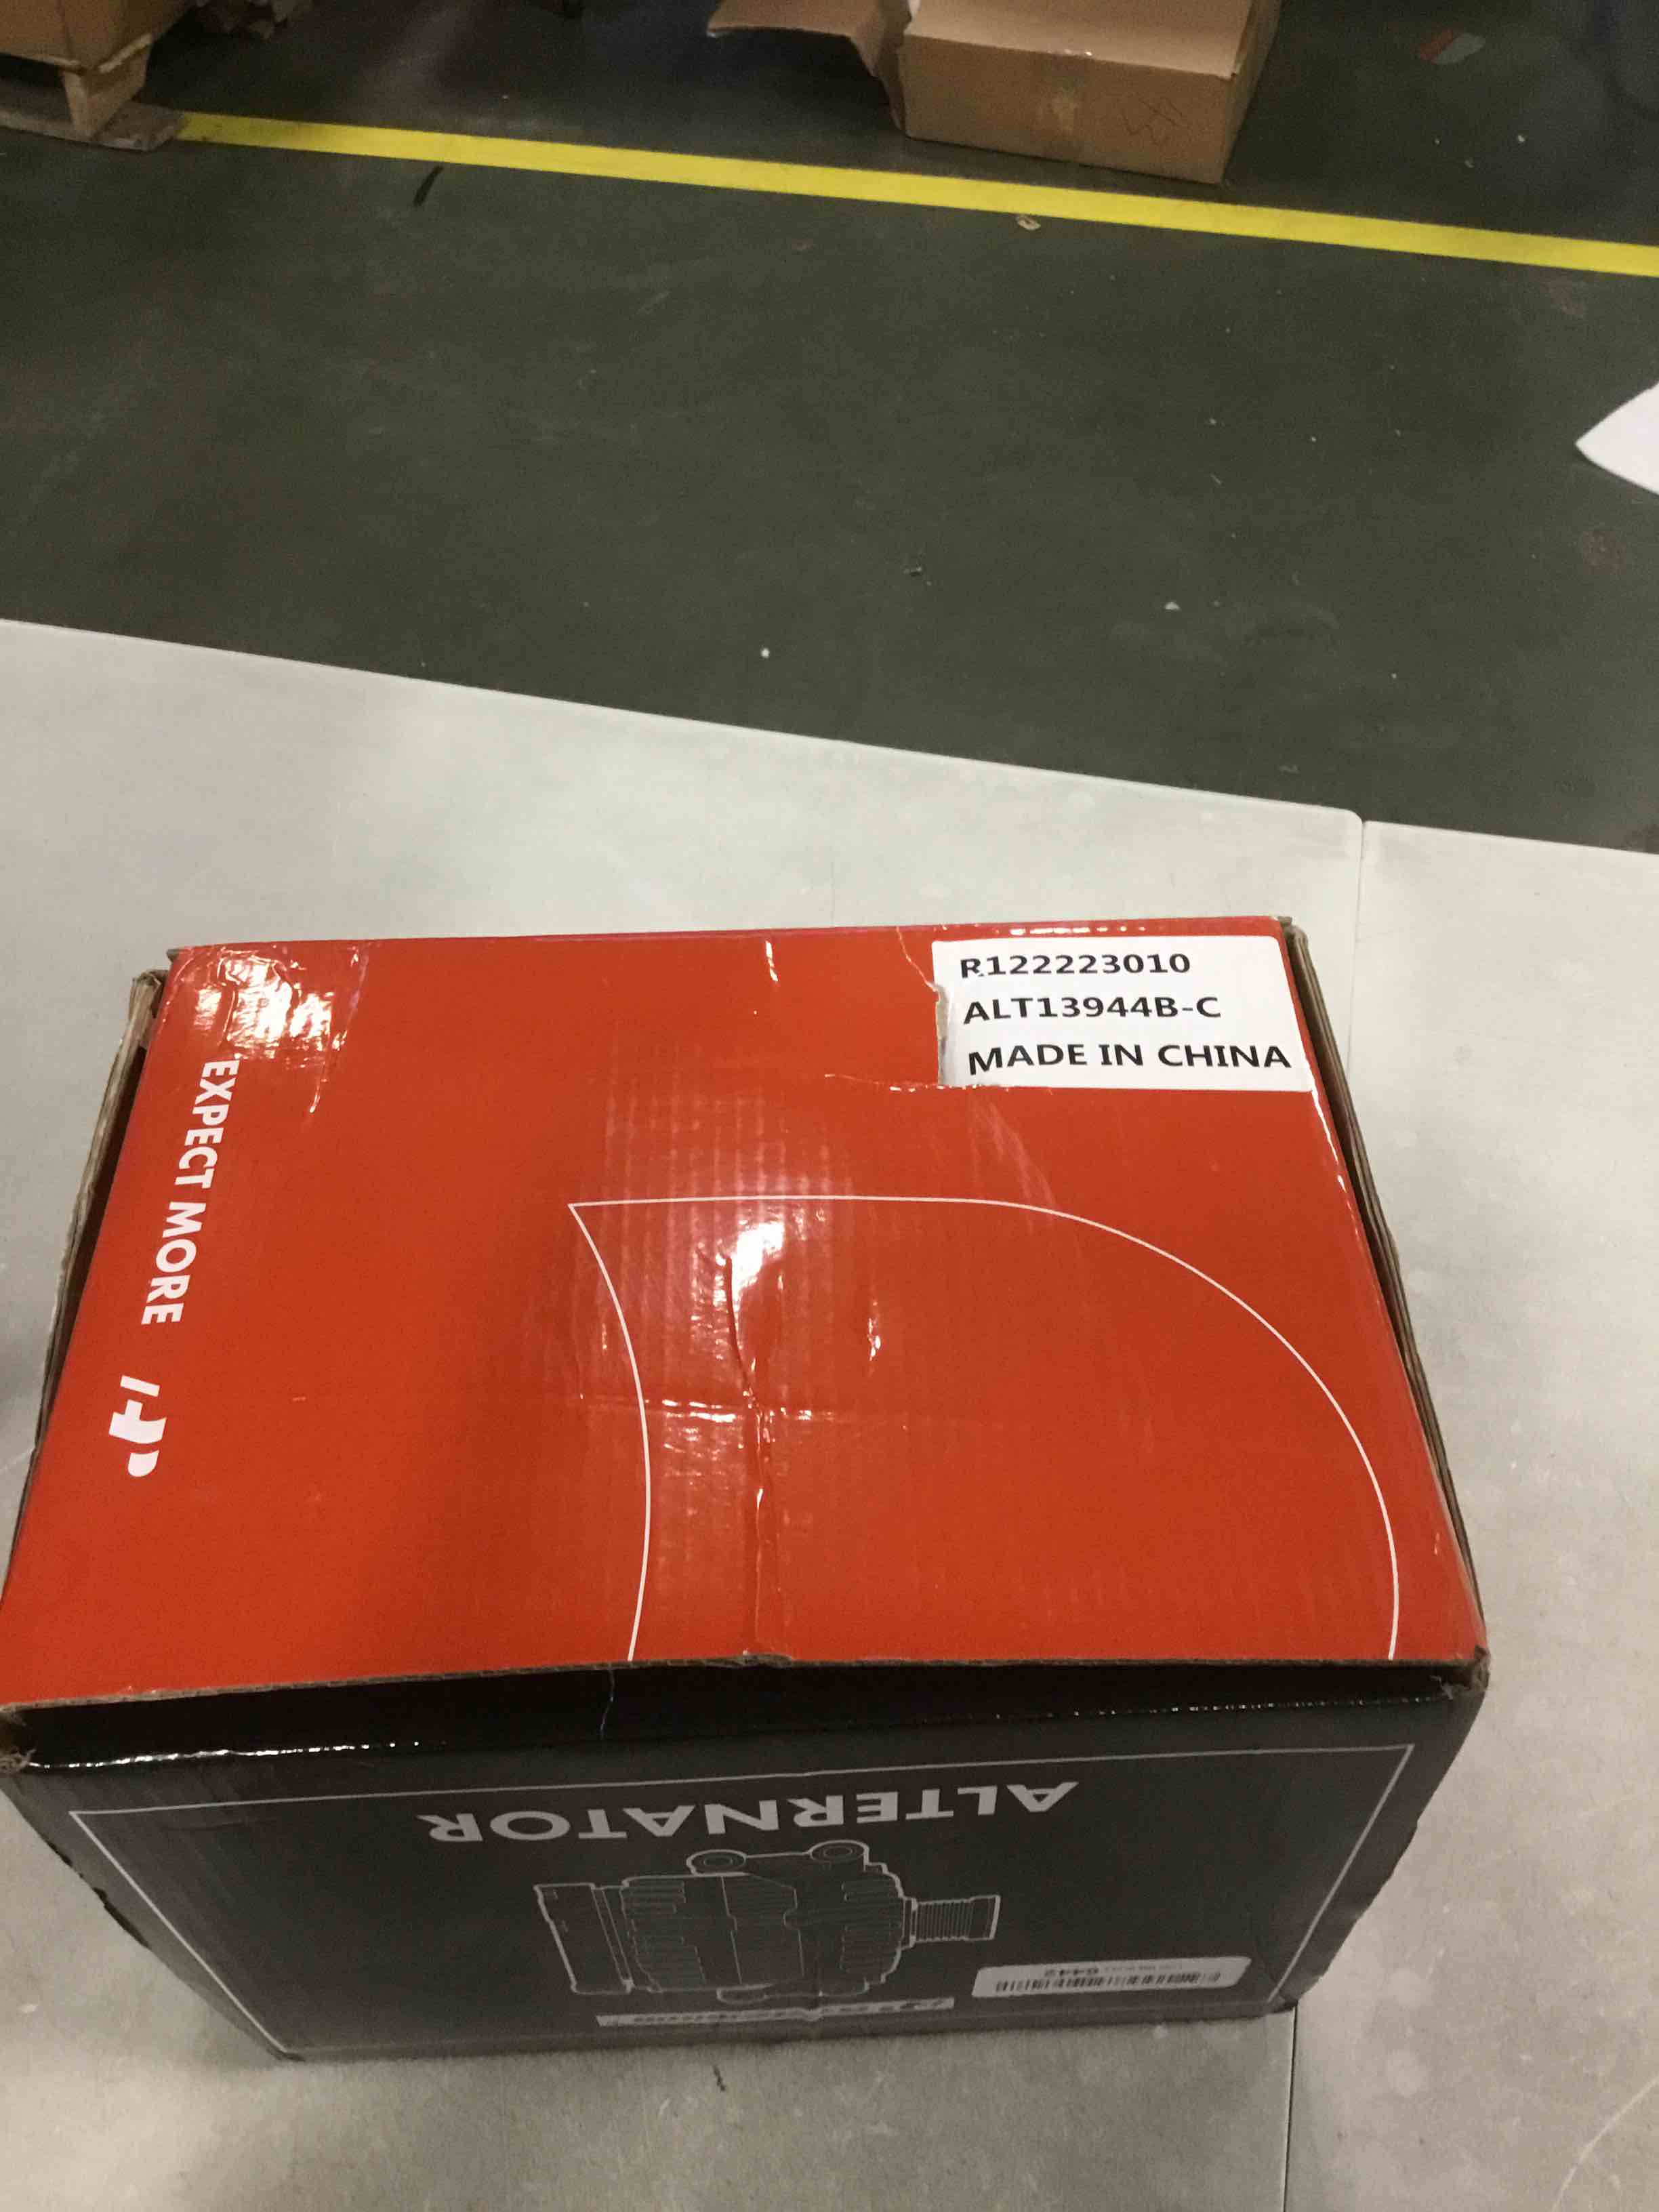 R122223010
ALT13944B-C
MADE IN CHINA
EXPECT MORE
ALTERNATOR